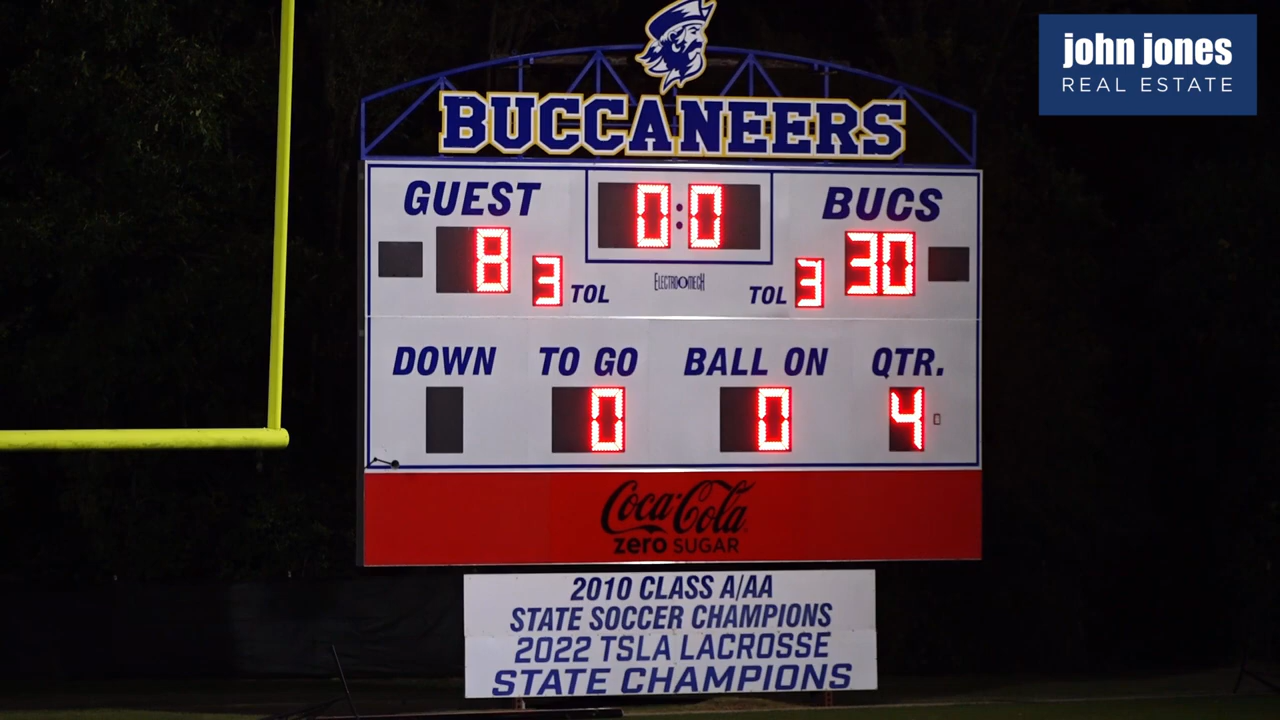 john jones
REAL ESTATE
BUCCANEERS
GUEST 0:0 BUCS
8 3 TOL ELECTRO-MECH TOL 3 30
DOWN TO GO BALL ON QTR.
0 0 4
Coca-Cola
zero SUGAR
2010 CLASS A/AA
STATE SOCCER CHAMPIONS
2022 TSLA LACROSSE
STATE CHAMPIONS